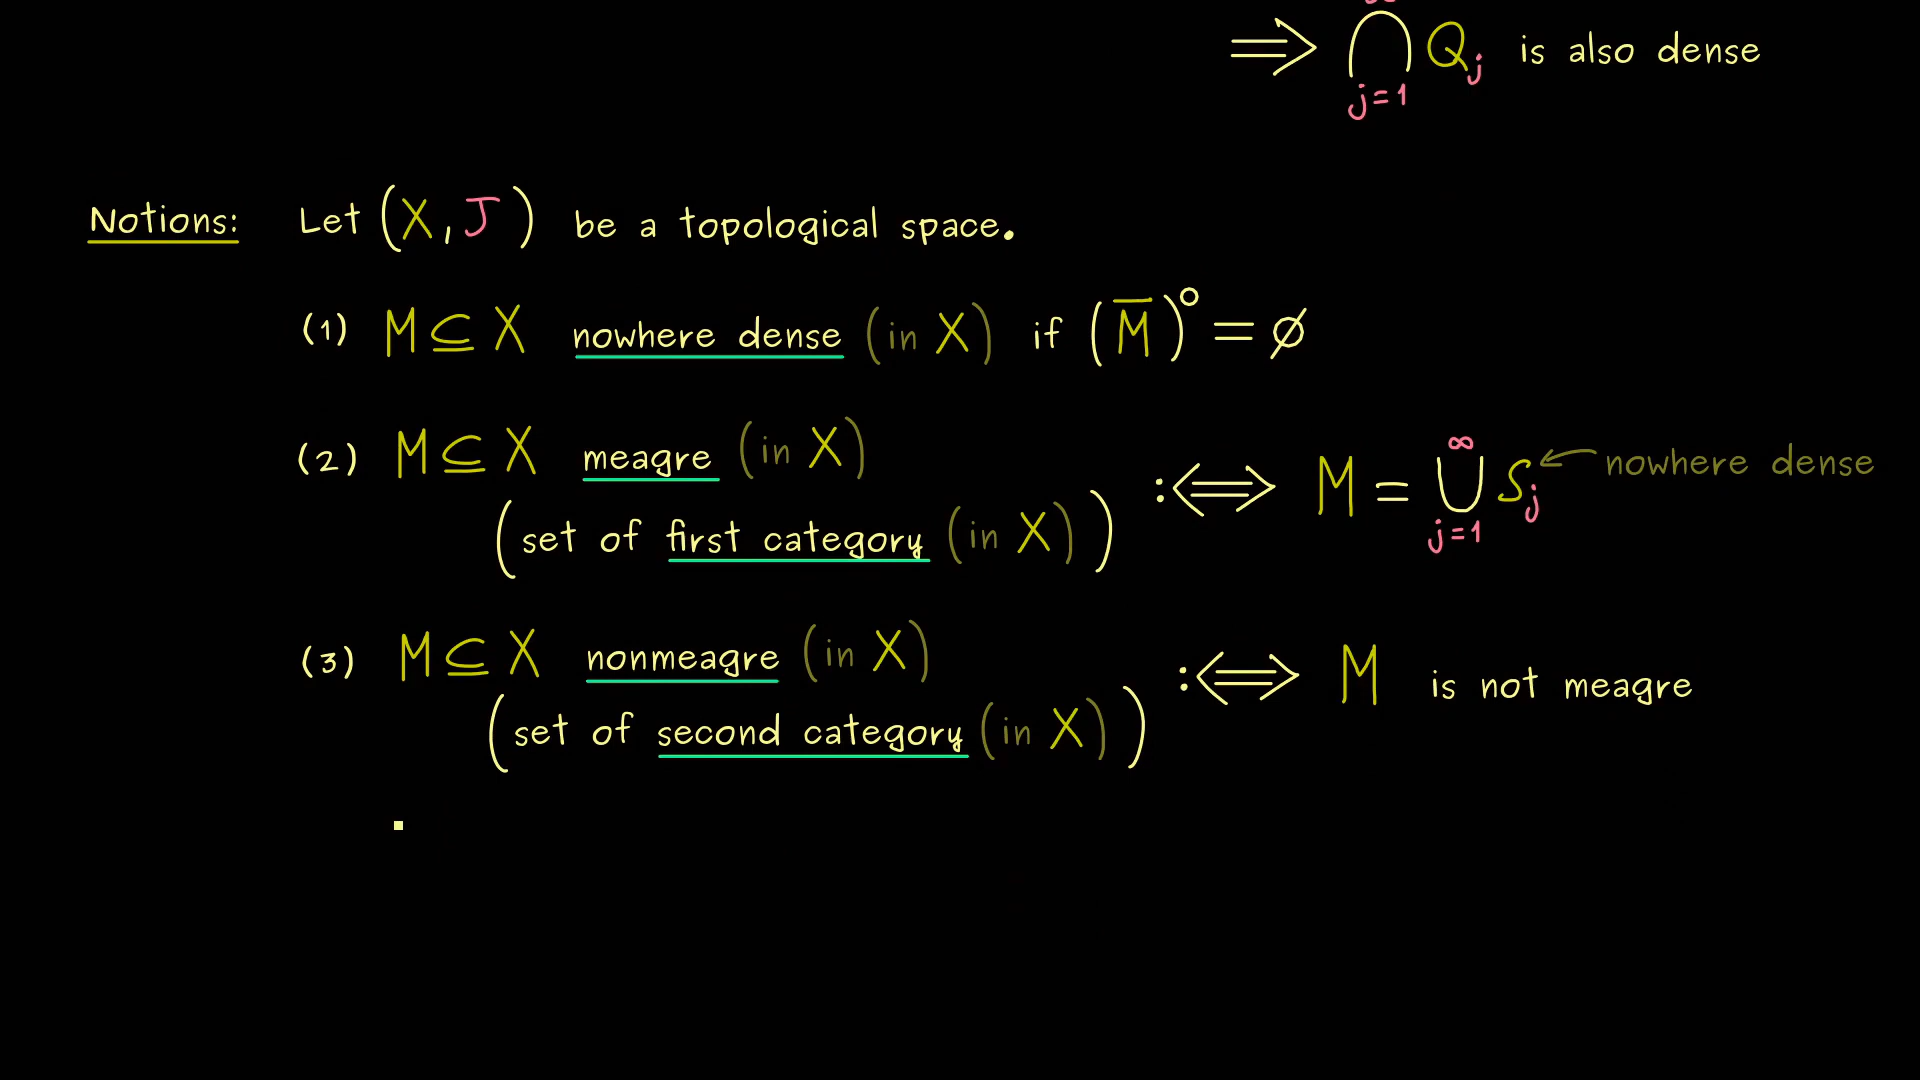 ⟹ ⋂ Q_j is also dense
j=1
Notions: Let (X, J) be a topological space.
(1) M ⊆ X nowhere dense (in X) if (M̅)° = ∅
(2) M ⊆ X meagre (in X)
(set of first category (in X)) :⟺ M = ⋃_{j=1}^{∞} S_j ← nowhere dense
(3) M ⊆ X nonmeagre (in X)
(set of second category (in X)) :⟺ M is not meagre